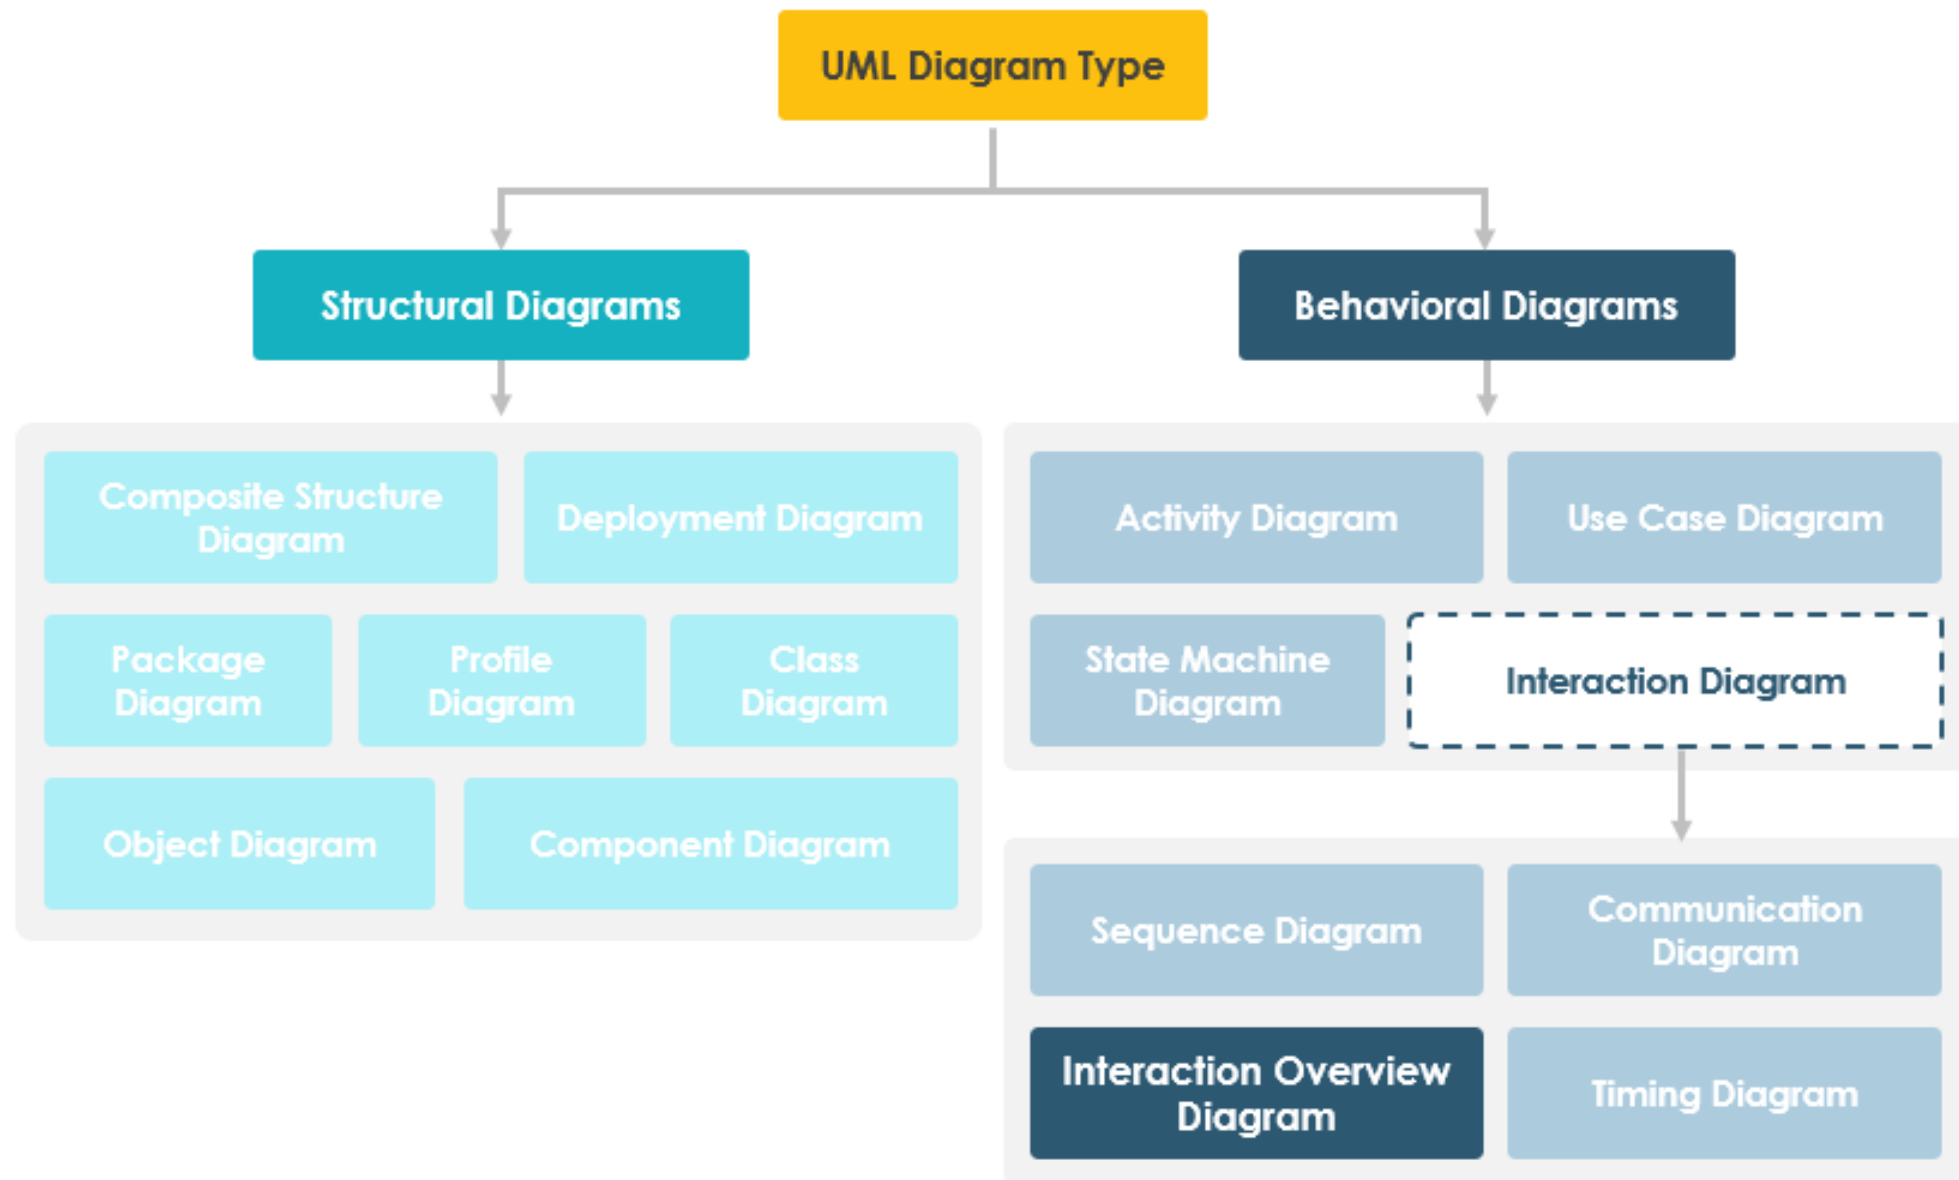 UML Diagram Type
Structural Diagrams
Behavioral Diagrams
Composite Structure
Diagram
Deployment Diagram
Package
Diagram
Profile
Diagram
Class
Diagram
Object Diagram
Component Diagram
Activity Diagram
Use Case Diagram
State Machine
Diagram
Interaction Diagram
Sequence Diagram
Communication
Diagram
Interaction Overview
Diagram
Timing Diagram